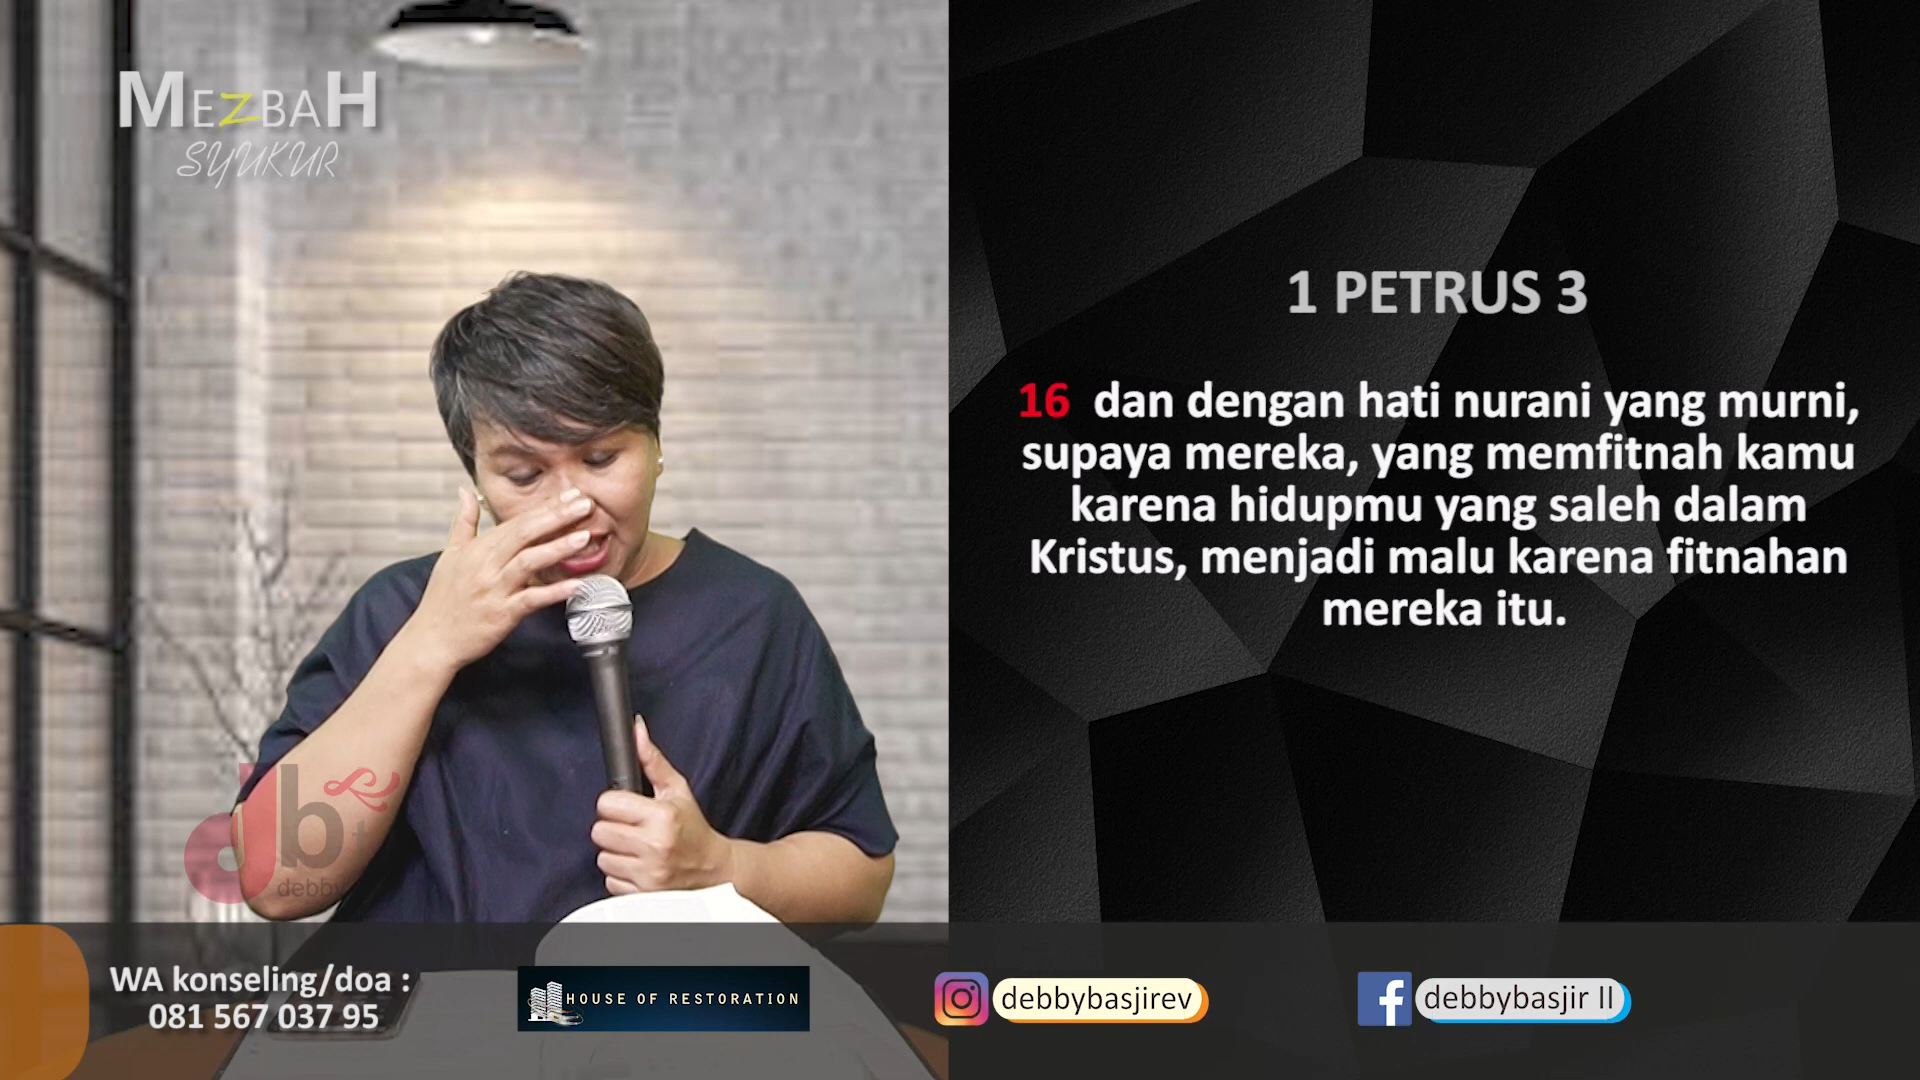 MEZBAH
SYUKUR
1 PETRUS 3
16 dan dengan hati nurani yang murni,
supaya mereka, yang memfitnah kamu
karena hidupmu yang saleh dalam
Kristus, menjadi malu karena fitnahan
mereka itu.
db
debby
WA konseling/doa :
081 567 037 95
HOUSE OF RESTORATION
debbybasjirev
debbybasjir II